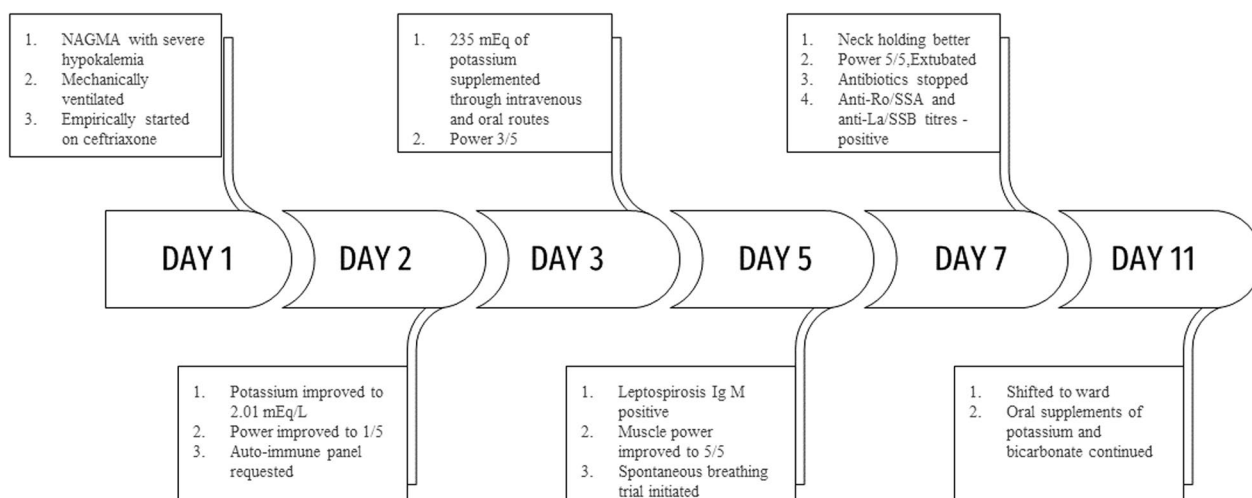 1. NAGMA with severe
hypokalemia
2. Mechanically
ventilated
3. Empirically started
on ceftriaxone
1. 235 mEq of
potassium
supplemented
through intravenous
and oral routes
2. Power 3/5
1. Neck holding better
2. Power 5/5,Extubated
3. Antibiotics stopped
4. Anti-Ro/SSA and
anti-La/SSB titres -
positive
DAY 1
DAY 2
DAY 3
DAY 5
DAY 7
DAY 11
1. Potassium improved to
2.01 mEq/L
2. Power improved to 1/5
3. Auto-immune panel
requested
1. Leptospirosis Ig M
positive
2. Muscle power
improved to 5/5
3. Spontaneous breathing
trial initiated
1. Shifted to ward
2. Oral supplements of
potassium and
bicarbonate continued